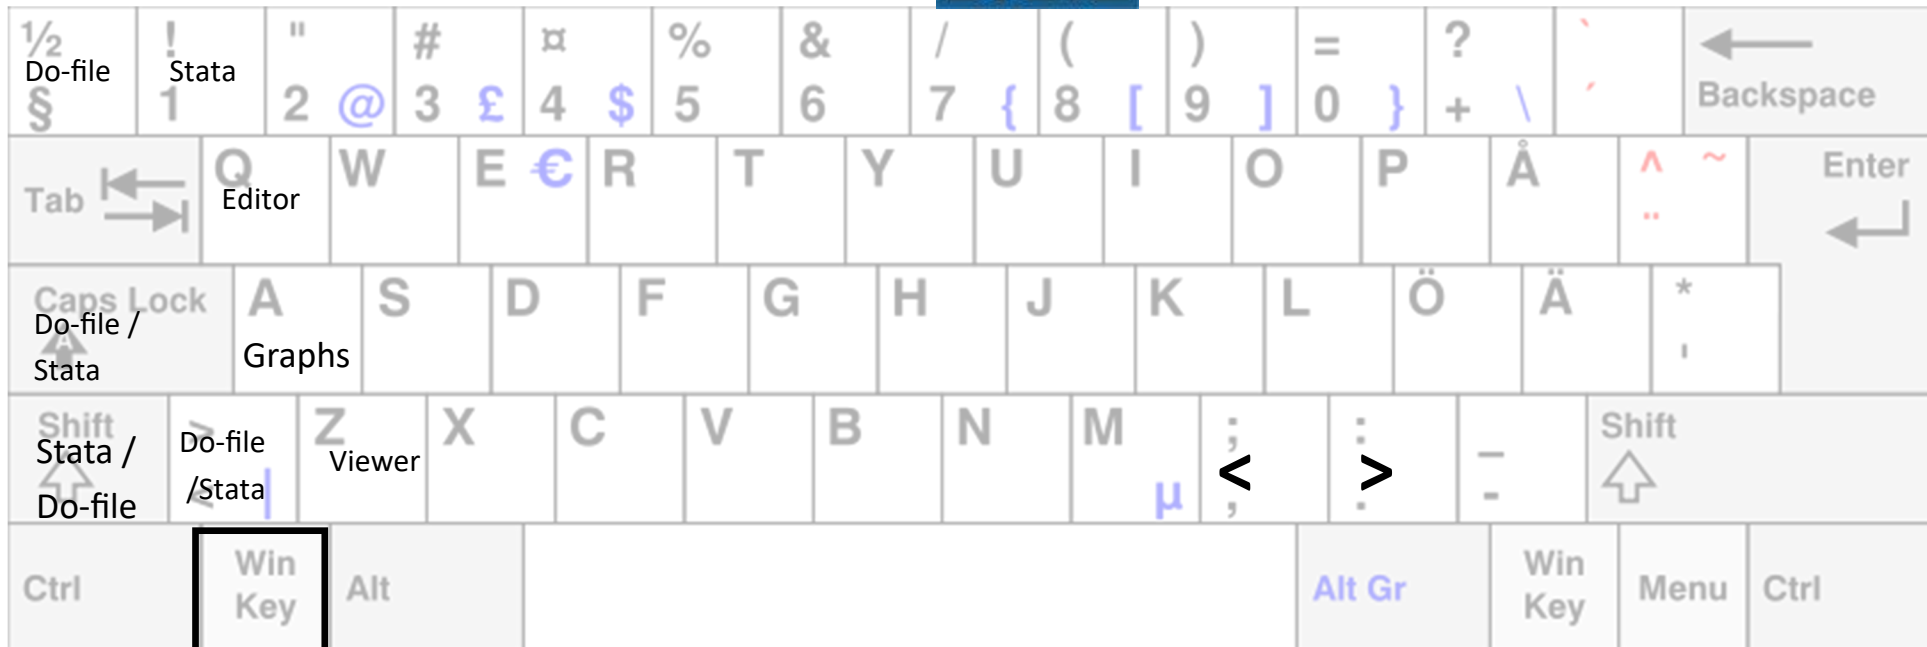 ½ ! " # ¤ % & / ( ) = ? `
Do-file Stata
§ 1 2 @ 3 £ 4 $ 5 6 7 { 8 [ 9 ] 0 } + \ ´
Backspace
Tab Q W E € R T Y U I O P Å ^ ~ Enter
Editor ¨
Caps Lock A S D F G H J K L Ö Ä *
Do-file /
Stata Graphs '
Shift > Z X C V B N M ; : _ Shift
Stata / Do-file Viewer < >
Do-file < /Stata | µ , . -
Ctrl Win Key Alt Alt Gr Win Key Menu Ctrl